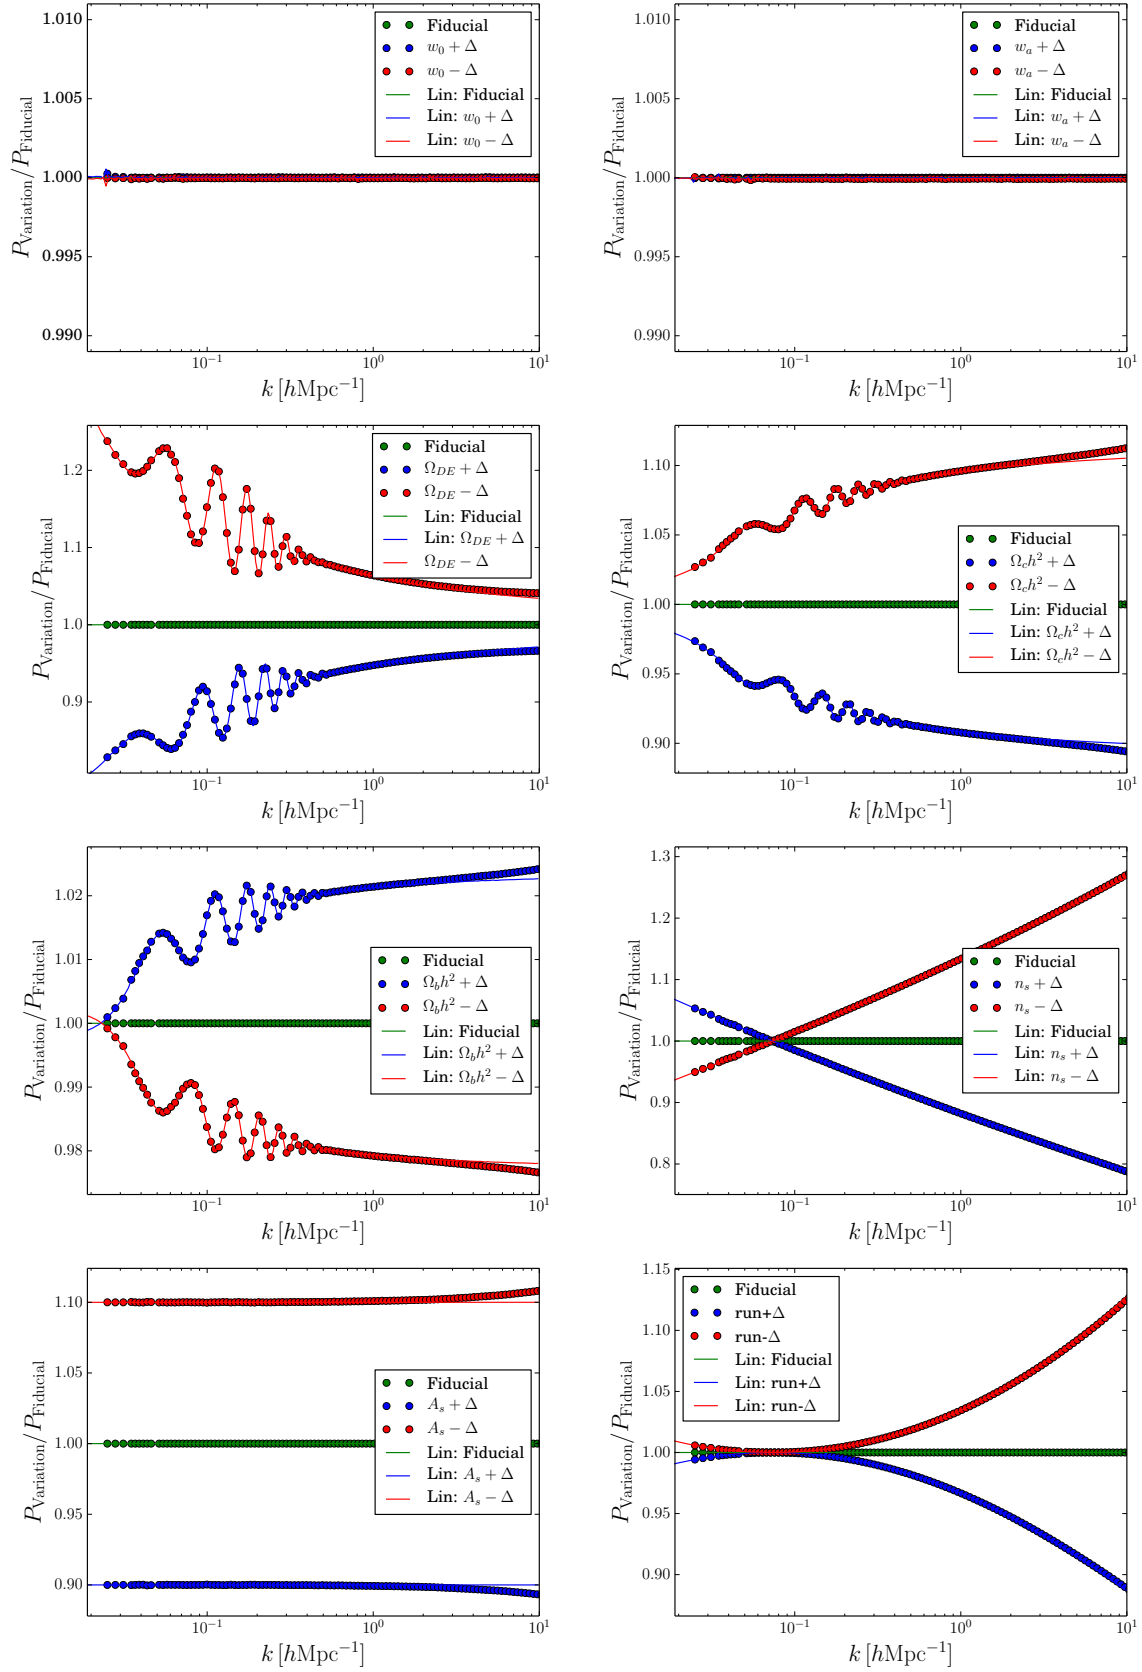 1.010
1.005
1.000
0.995
0.990
P_Variation/P_Fiducial
Fiducial
w_0 + Δ
w_0 − Δ
Lin: Fiducial
Lin: w_0 + Δ
Lin: w_0 − Δ
10^−1
10^0
10^1
k [hMpc^−1]
1.010
1.005
1.000
0.995
0.990
P_Variation/P_Fiducial
Fiducial
w_a + Δ
w_a − Δ
Lin: Fiducial
Lin: w_a + Δ
Lin: w_a − Δ
10^−1
10^0
10^1
k [hMpc^−1]
1.2
1.1
1.0
0.9
P_Variation/P_Fiducial
Fiducial
Ω_DE + Δ
Ω_DE − Δ
Lin: Fiducial
Lin: Ω_DE + Δ
Ω_DE − Δ
10^−1
10^0
10^1
k [hMpc^−1]
1.10
1.05
1.00
0.95
0.90
P_Variation/P_Fiducial
Fiducial
Ω_c h^2 + Δ
Ω_c h^2 − Δ
Lin: Fiducial
Lin: Ω_c h^2 + Δ
Lin: Ω_c h^2 − Δ
10^−1
10^0
10^1
k [hMpc^−1]
1.02
1.01
1.00
0.99
0.98
P_Variation/P_Fiducial
Fiducial
Ω_b h^2 + Δ
Ω_b h^2 − Δ
Lin: Fiducial
Lin: Ω_b h^2 + Δ
Lin: Ω_b h^2 − Δ
10^−1
10^0
10^1
k [hMpc^−1]
1.3
1.2
1.1
1.0
0.9
0.8
P_Variation/P_Fiducial
Fiducial
n_s + Δ
n_s − Δ
Lin: Fiducial
Lin: n_s + Δ
Lin: n_s − Δ
10^−1
10^0
10^1
k [hMpc^−1]
1.10
1.05
1.00
0.95
0.90
P_Variation/P_Fiducial
Fiducial
A_s + Δ
A_s − Δ
Lin: Fiducial
Lin: A_s + Δ
Lin: A_s − Δ
10^−1
10^0
10^1
k [hMpc^−1]
1.15
1.10
1.05
1.00
0.95
0.90
P_Variation/P_Fiducial
Fiducial
run+Δ
run-Δ
Lin: Fiducial
Lin: run+Δ
Lin: run-Δ
10^−1
10^0
10^1
k [hMpc^−1]